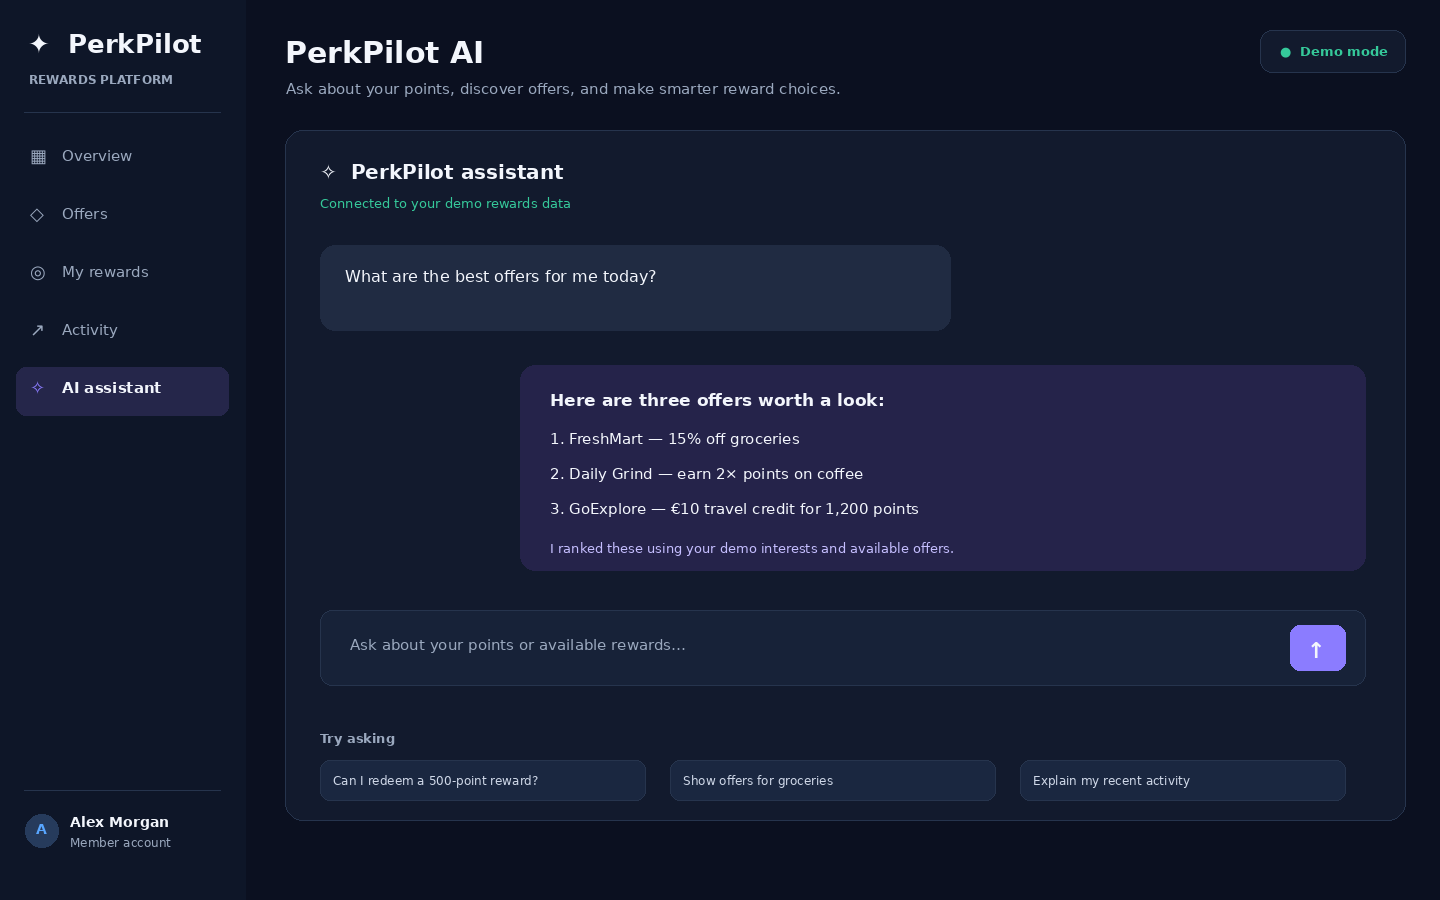 ✦ PerkPilot
REWARDS PLATFORM
Overview
Offers
My rewards
Activity
AI assistant
Alex Morgan
A
Member account
PerkPilot AI
Ask about your points, discover offers, and make smarter reward choices.
● Demo mode
PerkPilot assistant
Connected to your demo rewards data
What are the best offers for me today?
Here are three offers worth a look:
1. FreshMart — 15% off groceries
2. Daily Grind — earn 2× points on coffee
3. GoExplore — €10 travel credit for 1,200 points
I ranked these using your demo interests and available offers.
Ask about your points or available rewards...
↑
Try asking
Can I redeem a 500-point reward?
Show offers for groceries
Explain my recent activity